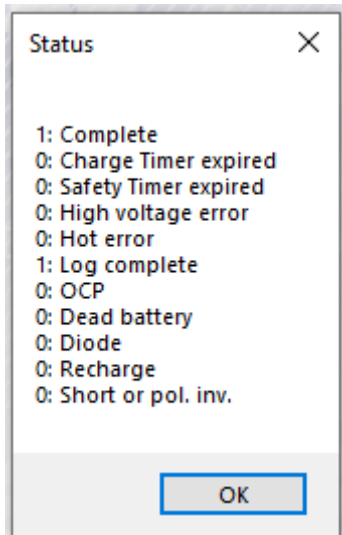 Status
1: Complete
0: Charge Timer expired
0: Safety Timer expired
0: High voltage error
0: Hot error
1: Log complete
0: OCP
0: Dead battery
0: Diode
0: Recharge
0: Short or pol. inv.
OK